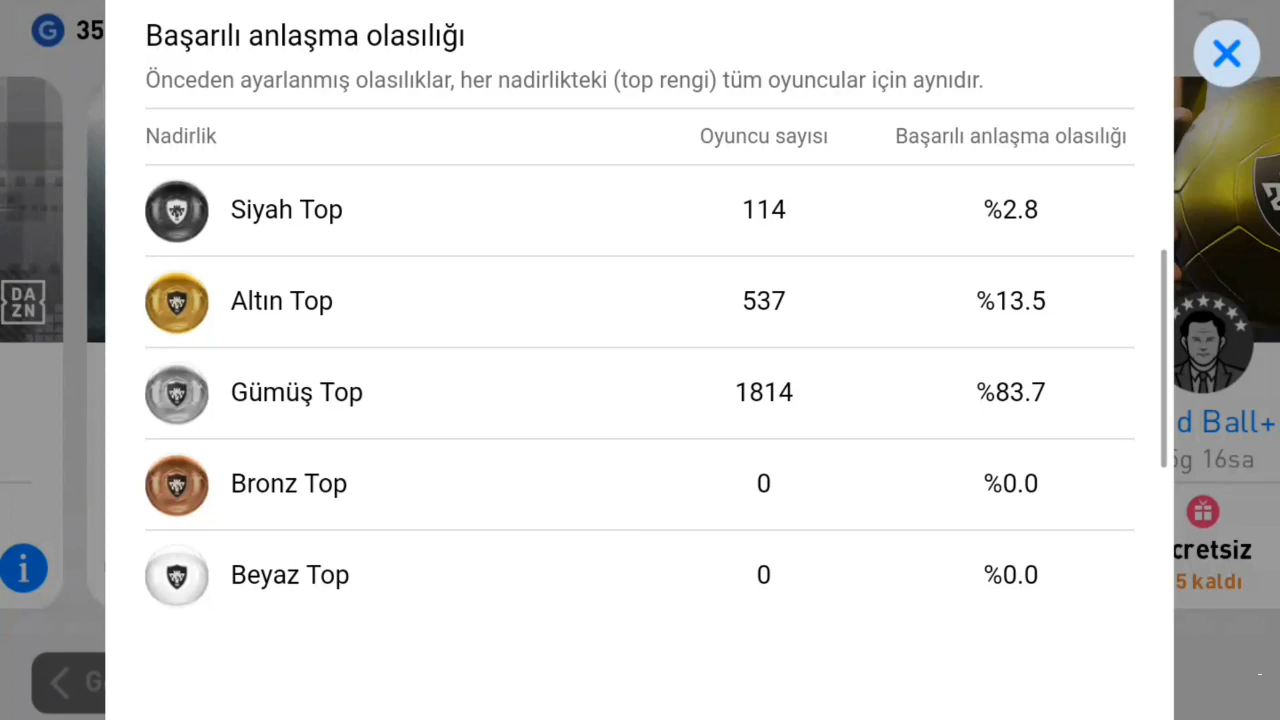 35
Başarılı anlaşma olasılığı
Önceden ayarlanmış olasılıklar, her nadirlikteki (top rengi) tüm oyuncular için aynıdır.
Nadirlik Oyuncu sayısı Başarılı anlaşma olasılığı
Siyah Top 114 %2.8
Altın Top 537 %13.5
Gümüş Top 1814 %83.7
Bronz Top 0 %0.0
Beyaz Top 0 %0.0
DA
ZN
d Ball+
16sa
cretsiz
5 kaldı